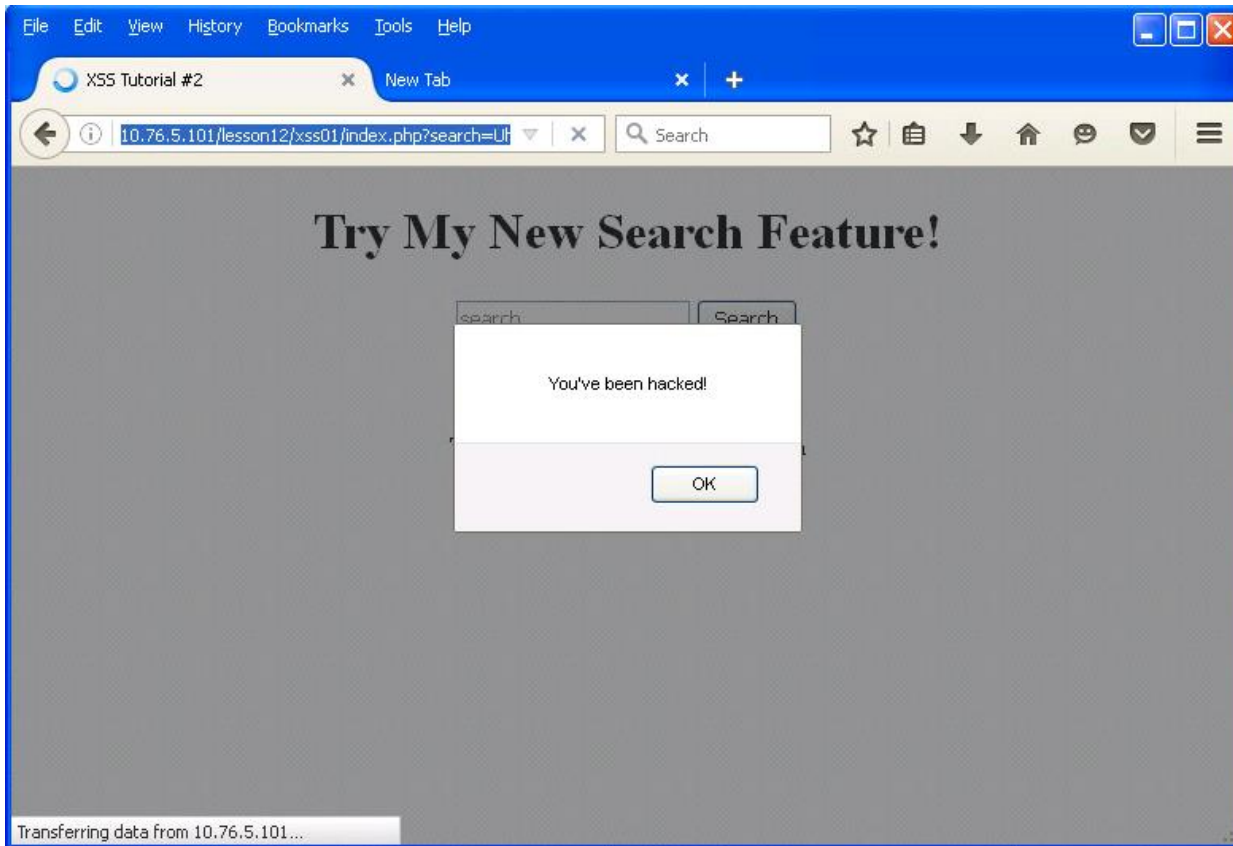 File Edit View History Bookmarks Tools Help
XSS Tutorial #2
New Tab
10.76.5.101/lesson12/xss01/index.php?search=Uh
Search
Try My New Search Feature!
search
Search
You've been hacked!
OK
Transferring data from 10.76.5.101...